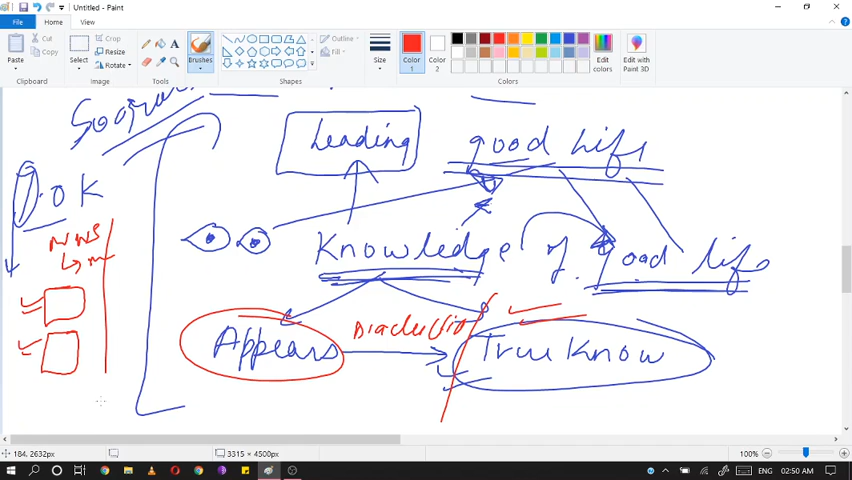 Untitled - Paint
File
Home
View
Paste
Cut
Copy
Clipboard
Select
Crop
Resize
Rotate
Image
Tools
Brushes
Outline
Fill
Shapes
Size
Color 1
Color 2
Edit colors
Edit with Paint 3D
Colors
Leading
good life
O K
Knowledge of good life
Appears
True Know
184, 2632px
3315 × 4500px
100%
ENG
02:50 AM